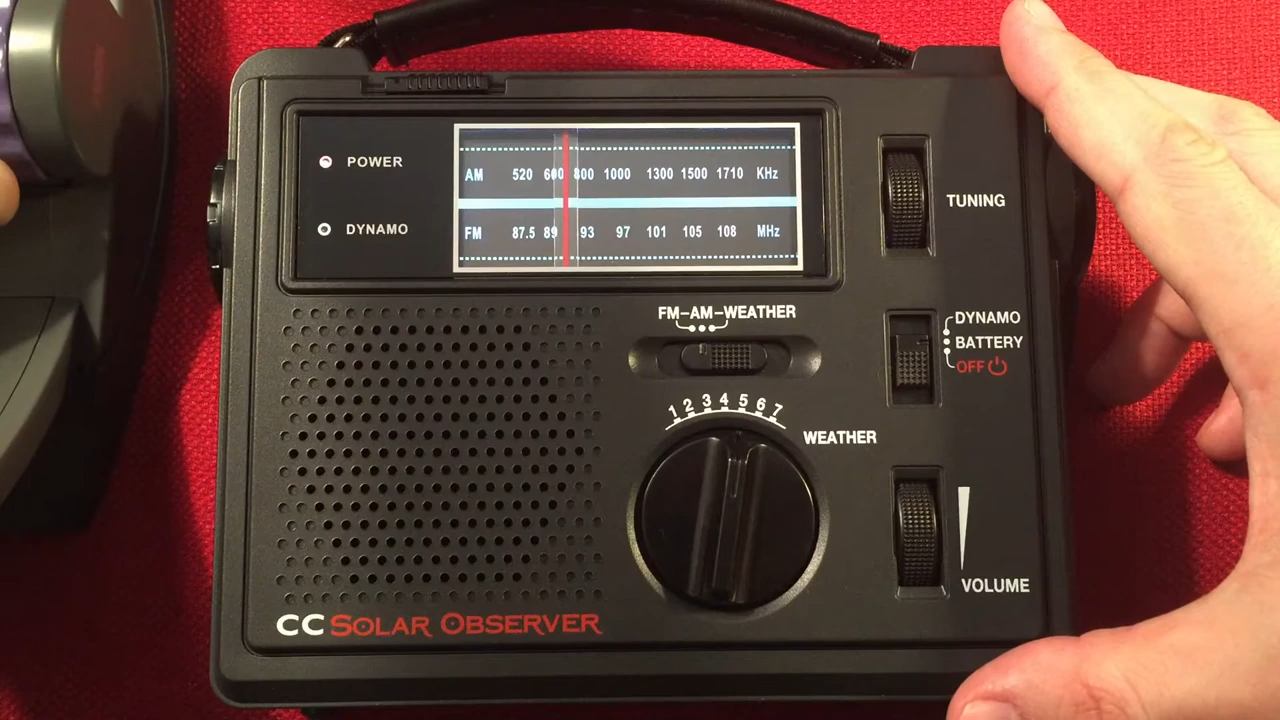 POWER
DYNAMO
AM 520 600 800 1000 1300 1500 1710 KHz
FM 87.5 89 93 97 101 105 108 MHz
TUNING
FM-AM-WEATHER
DYNAMO
BATTERY
OFF
1 2 3 4 5 6 7
WEATHER
VOLUME
CC SOLAR OBSERVER